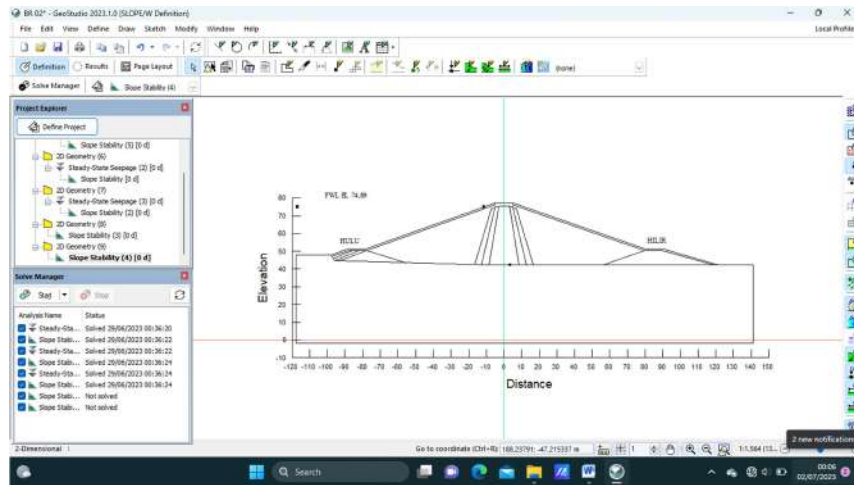 BR 02* - GeoStudio 2023.1.0 (SLOPE/W Definition)
File Edit View Define Draw Sketch Modify Window Help
Local Profile
Definition Results Page Layout
(none)
Solve Manager Slope Stability (4)
Project Explorer
Define Project
Slope Stability (5) [0 d]
2D Geometry (6)
Steady-State Seepage (2) [0 d]
Slope Stability [0 d]
2D Geometry (7)
Steady-State Seepage (3) [0 d]
Slope Stability (2) [0 d]
2D Geometry (8)
Slope Stability (3) [0 d]
2D Geometry (9)
Slope Stability (4) [0 d]
Solve Manager
Start Stop
Analysis Name Status
Steady-Sta... Solved 29/06/2023 00:36:20
Slope Stabi... Solved 29/06/2023 00:36:22
Steady-Sta... Solved 29/06/2023 00:36:22
Slope Stabi... Solved 29/06/2023 00:36:24
Steady-Sta... Solved 29/06/2023 00:36:24
Slope Stabi... Solved 29/06/2023 00:36:24
Slope Stabi... Not solved
Slope Stabi... Not solved
FWL EL 74,89
HULU
HILIR
Elevation
80
70
60
50
40
30
20
10
0
-10
-120 -110 -100 -90 -80 -70 -60 -50 -40 -30 -20 -10 0 10 20 30 40 50 60 70 80 90 100 110 120 130 140 150
Distance
2 new notifications
2-Dimensional
Go to coordinate (Ctrl+R) 188.23791; -47.215337 m
1
Search
00:06
02/07/2023